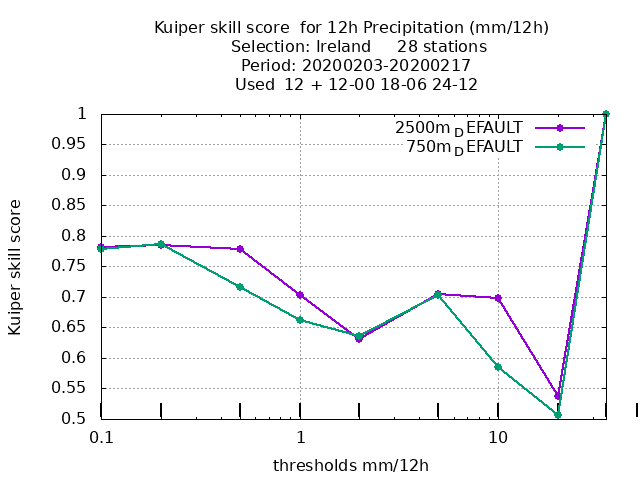 Kuiper skill score  for 12h Precipitation (mm/12h)
Selection: Ireland     28 stations
Period: 20200203-20200217
Used  12 + 12-00 18-06 24-12
2500m_DEFAULT
750m_DEFAULT
1
0.95
0.9
0.85
0.8
0.75
0.7
0.65
0.6
0.55
0.5
Kuiper skill score
0.1
1
10
thresholds mm/12h